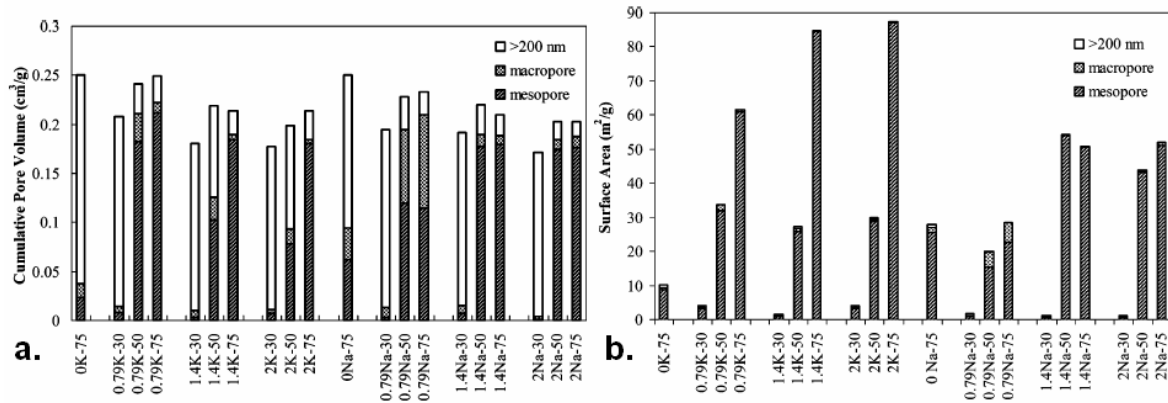 0.3
0.25
0.2
0.15
0.1
0.05
0
Cumulative Pore Volume (cm³/g)
>200 nm
macropore
mesopore
0K-75
0.79K-30
0.79K-50
0.79K-75
1.4K-30
1.4K-50
1.4K-75
2K-30
2K-50
2K-75
0Na-75
0.79Na-30
0.79Na-50
0.79Na-75
1.4Na-30
1.4Na-50
1.4Na-75
2Na-30
2Na-50
2Na-75
a.
90
80
70
60
50
40
30
20
10
0
Surface Area (m²/g)
>200 nm
macropore
mesopore
0K-75
0.79K-30
0.79K-50
0.79K-75
1.4K-30
1.4K-50
1.4K-75
2K-30
2K-50
2K-75
0 Na-75
0.79Na-30
0.79Na-50
0.79Na-75
1.4Na-30
1.4Na-50
1.4Na-75
2Na-30
2Na-50
2Na-75
b.